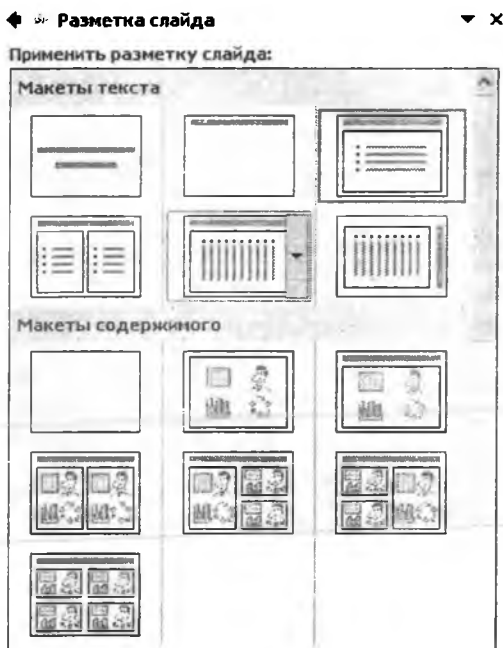 Разметка слайда
Применить разметку слайда:
Макеты текста
Макеты содержимого